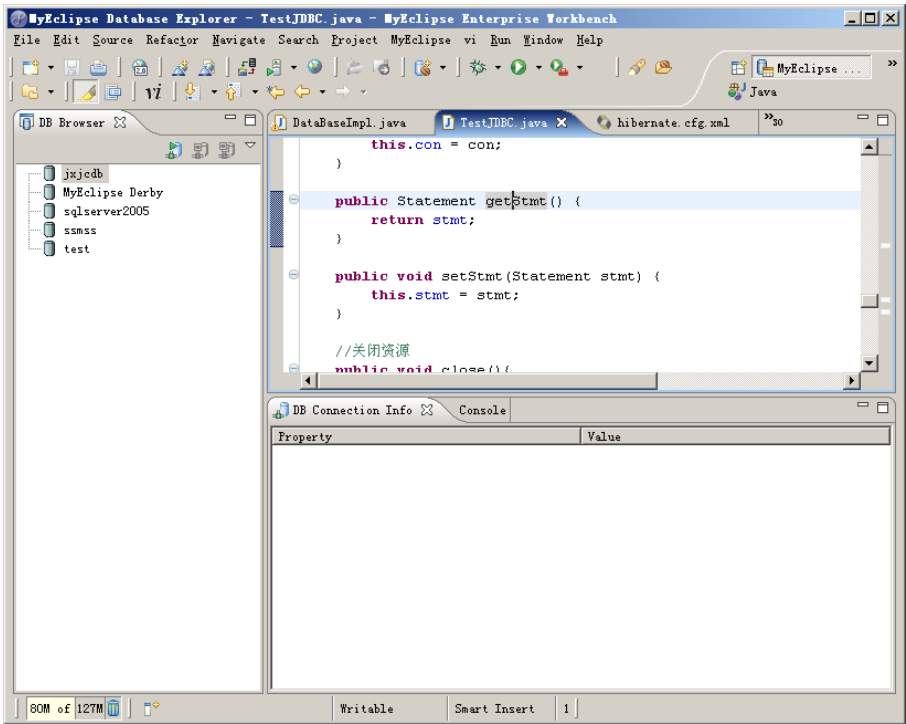 MyEclipse Database Explorer - TestJDBC.java - MyEclipse Enterprise Workbench
File Edit Source Refactor Navigate Search Project MyEclipse vi Run Window Help
MyEclipse ...
vi
Java
DB Browser
jxjcdb
MyEclipse Derby
sqlserver2005
ssmss
test
DataBaseImpl.java TestJDBC.java hibernate.cfg.xml »30
this.con = con;
}
public Statement getStmt() {
return stmt;
}
public void setStmt(Statement stmt) {
this.stmt = stmt;
}
//关闭资源
public void close(){
DB Connection Info Console
Property Value
80M of 127M Writable Smart Insert 1